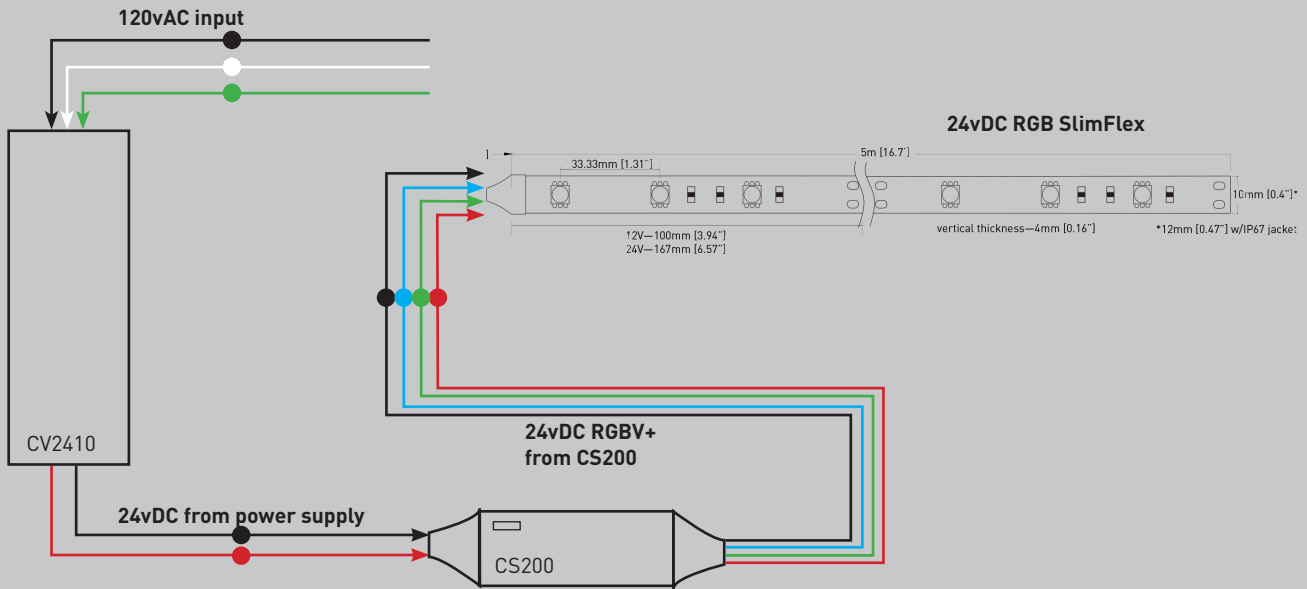 120vAC input
24vDC RGB SlimFlex
5m [16.7']
33.33mm [1.31"]
10mm [0.4"]*
12V—100mm [3.94"]
24V—167mm [6.57"]
vertical thickness—4mm [0.16"]
*12mm [0.47"] w/IP67 jacket
CV2410
24vDC RGBV+
from CS200
24vDC from power supply
CS200